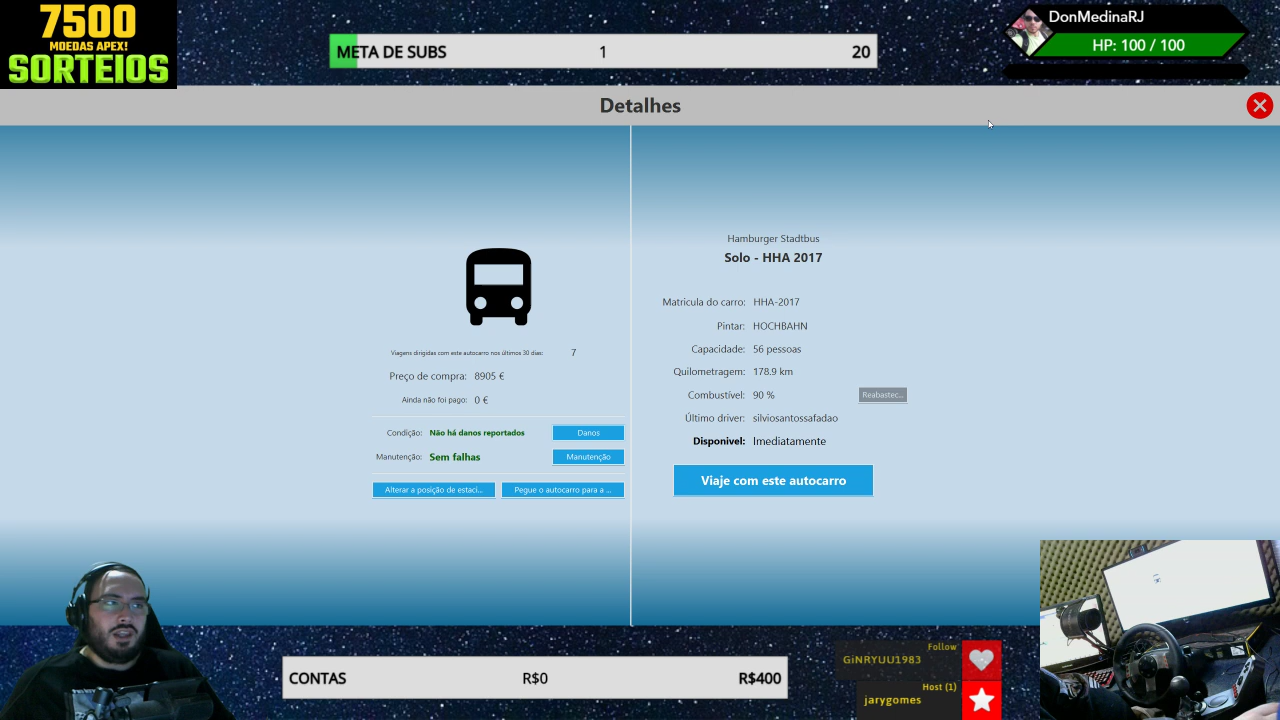 7500
MOEDAS APEX!
SORTEIOS
META DE SUBS 1 20
DonMedinaRJ
HP: 100 / 100
Detalhes
Viagens dirigidas com este autocarro nos últimos 30 dias: 7
Preço de compra: 8905 €
Ainda não foi pago: 0 €
Condição: Não há danos reportados Danos
Manutenção: Sem falhas Manutenção
Alterar a posição de estaci... Pegue o autocarro para a ...
Hamburger Stadtbus
Solo - HHA 2017
Matricula do carro: HHA-2017
Pintar: HOCHBAHN
Capacidade: 56 pessoas
Quilometragem: 178.9 km
Combustível: 90 % Reabastec...
Último driver: silviosantossafadao
Disponivel: Imediatamente
Viaje com este autocarro
CONTAS R$0 R$400
Follow
GiNRYUU1983
Host (1)
jarygomes